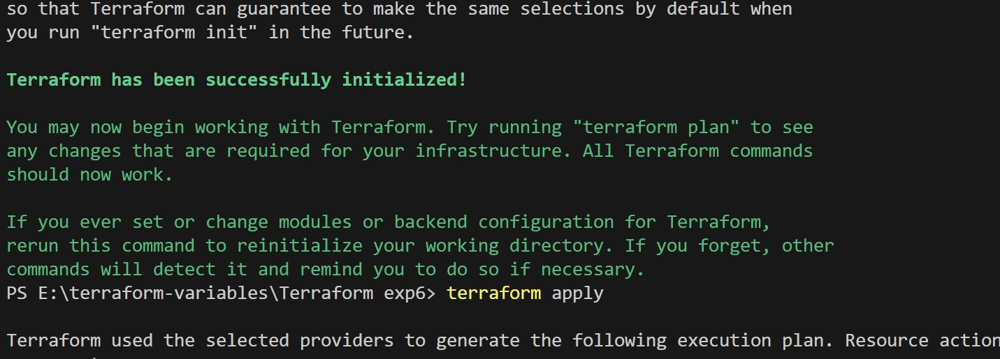 so that Terraform can guarantee to make the same selections by default when
you run "terraform init" in the future.
Terraform has been successfully initialized!
You may now begin working with Terraform. Try running "terraform plan" to see
any changes that are required for your infrastructure. All Terraform commands
should now work.
If you ever set or change modules or backend configuration for Terraform,
rerun this command to reinitialize your working directory. If you forget, other
commands will detect it and remind you to do so if necessary.
PS E:\terraform-variables\Terraform exp6> terraform apply
Terraform used the selected providers to generate the following execution plan. Resource action